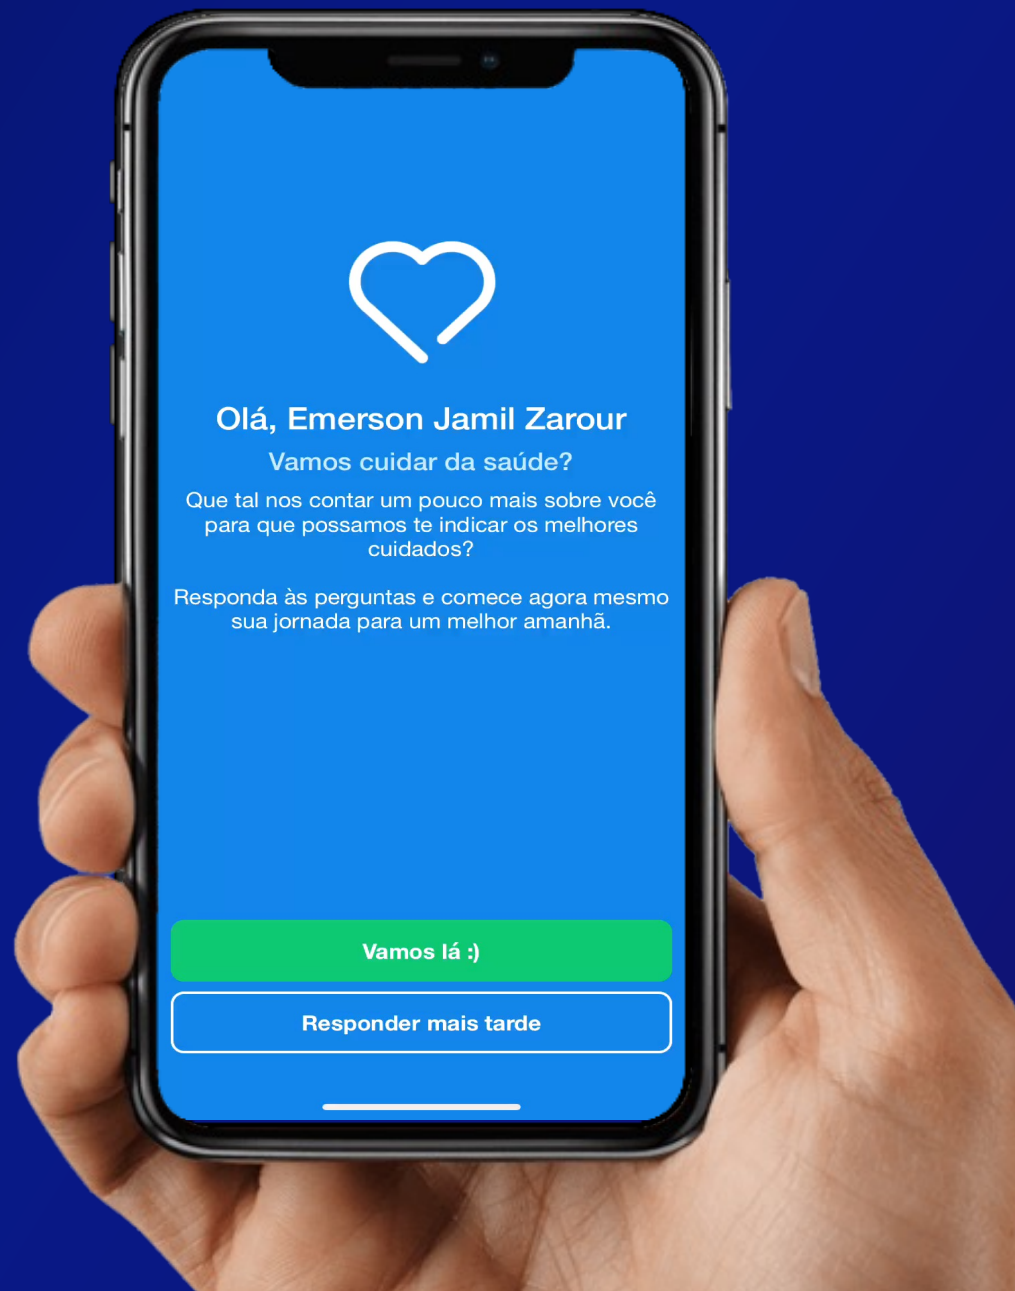 Olá, Emerson Jamil Zarour
Vamos cuidar da saúde?
Que tal nos contar um pouco mais sobre você
para que possamos te indicar os melhores
cuidados?
Responda às perguntas e comece agora mesmo
sua jornada para um melhor amanhã.
Vamos lá :)
Responder mais tarde